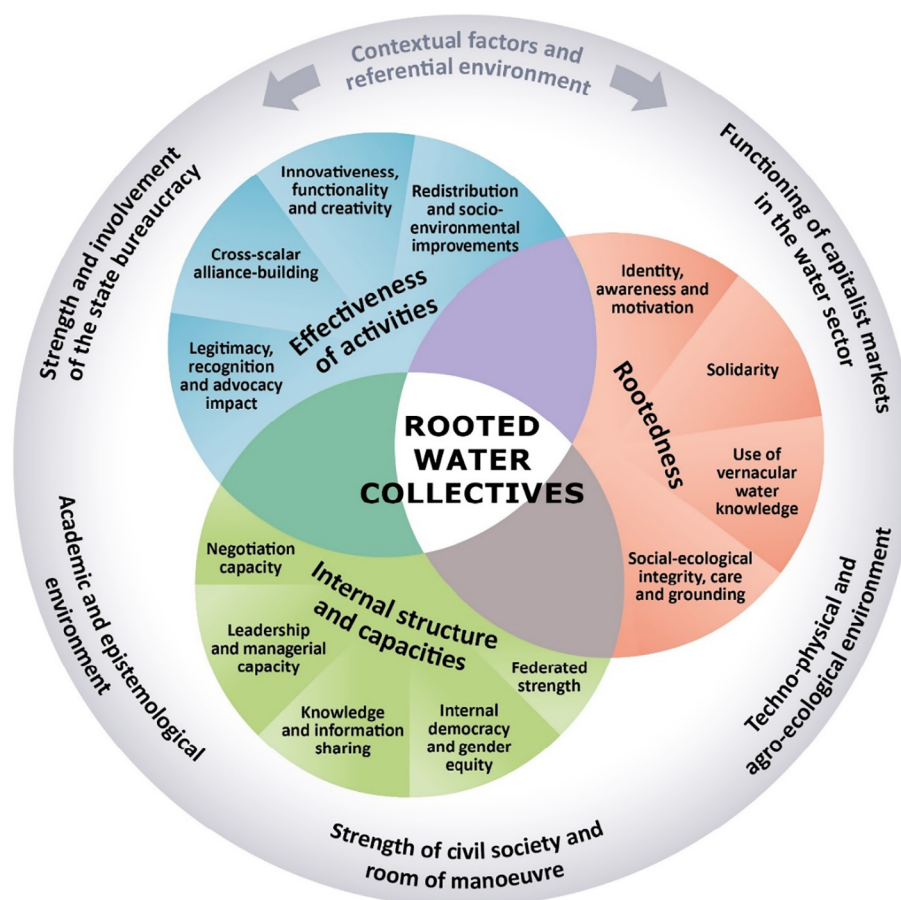 Contextual factors and
referential environment
Strength and involvement
of the state bureaucracy
Functioning of capitalist markets
in the water sector
Innovativeness,
functionality
and creativity
Redistribution
and socio-
environmental
improvements
Cross-scalar
alliance-building
Legitimacy,
recognition
and advocacy
impact
Effectiveness
of activities
Identity,
awareness and
motivation
Solidarity
Use of
vernacular
water
knowledge
Social-ecological
integrity, care
and grounding
Rootedness
ROOTED
WATER
COLLECTIVES
Negotiation
capacity
Leadership
and managerial
capacity
Knowledge
and information
sharing
Internal
democracy
and gender
equity
Federated
strength
Internal structure
and capacities
Academic and epistemological
environment
Techno-physical and
agro-ecological environment
Strength of civil society and
room of manoeuvre